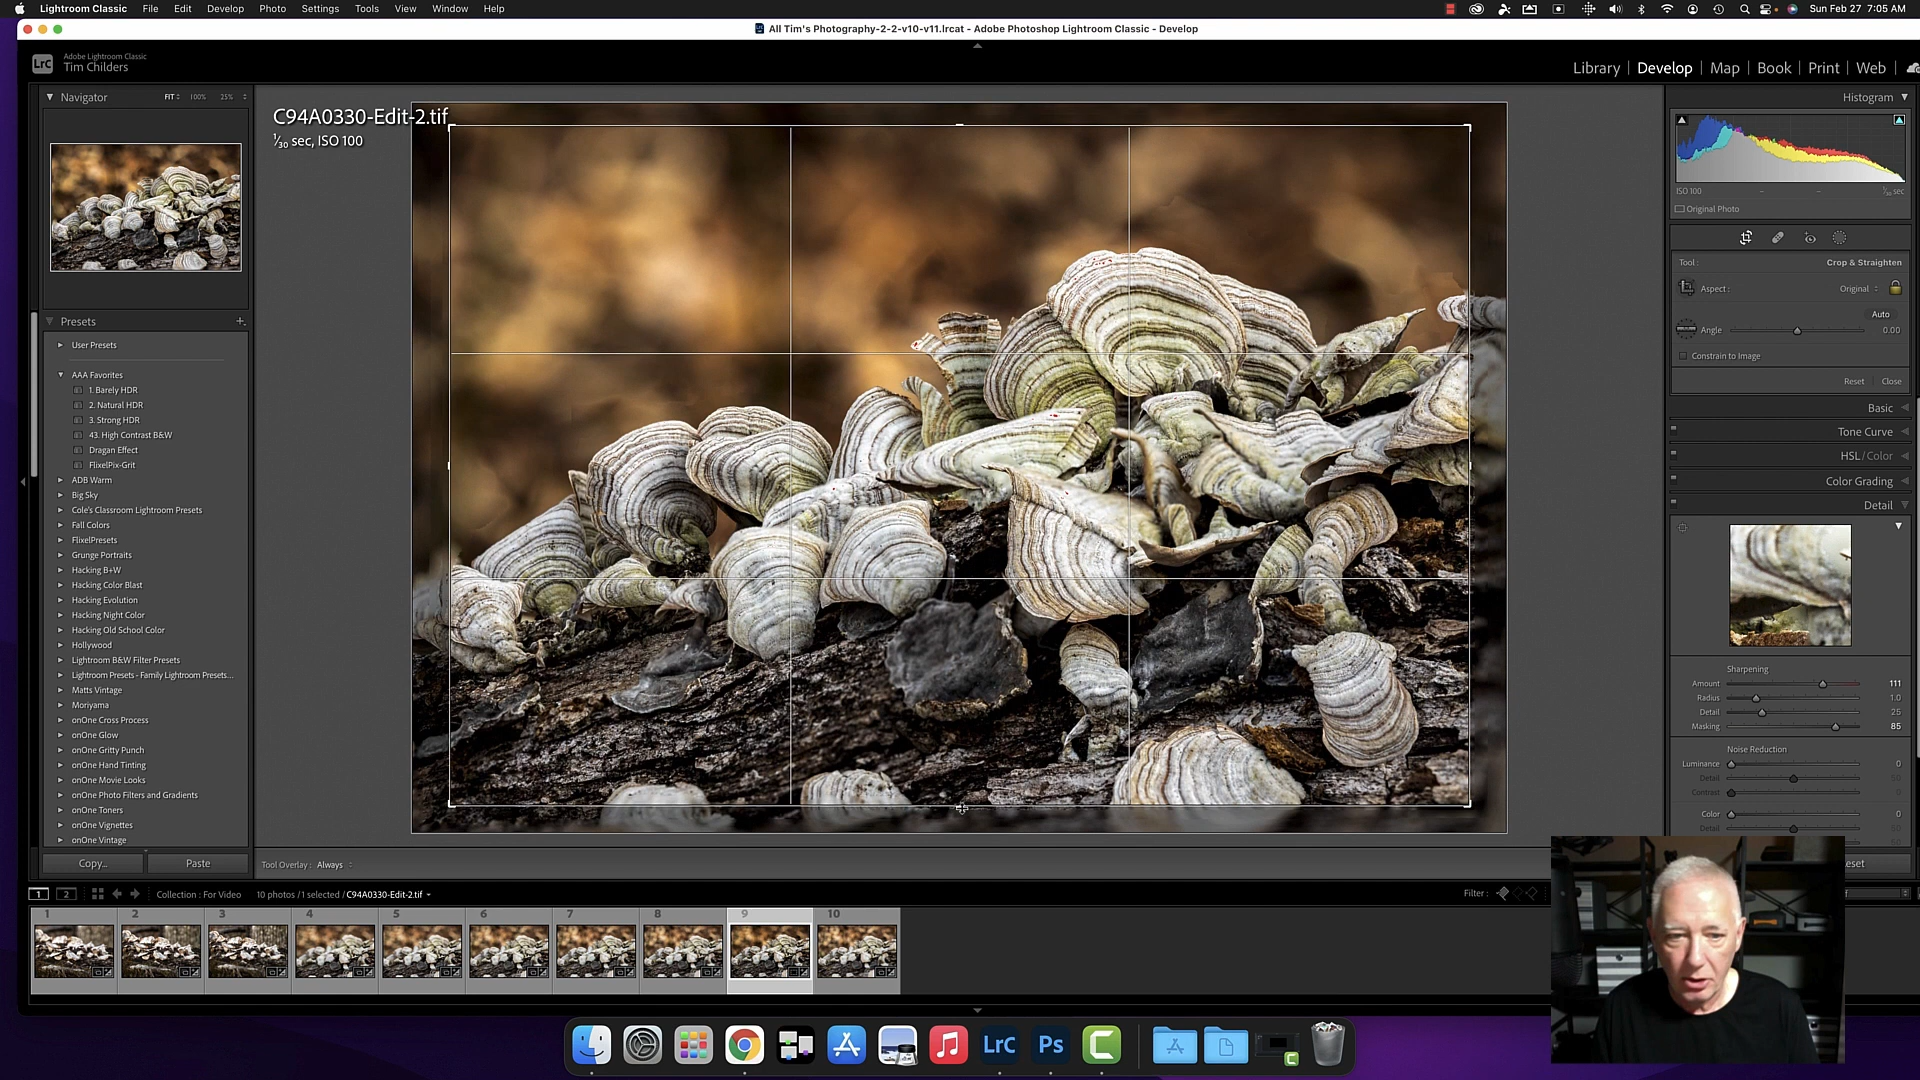 Lightroom Classic File Edit Develop Photo Settings Tools View Window Help
Sun Feb 27 7:05 AM
All Tim's Photography-2-2-v10-v11.lrcat - Adobe Photoshop Lightroom Classic - Develop
LrC
Adobe Lightroom Classic
Tim Childers
Library | Develop | Map | Book | Print | Web |
Navigator FIT 100% 25%
Presets +
User Presets
AAA Favorites
1. Barely HDR
2. Natural HDR
3. Strong HDR
43. High Contrast B&W
Dragan Effect
FlixelPix-Grit
ADB Warm
Big Sky
Cole's Classroom Lightroom Presets
Fall Colors
FlixelPresets
Grunge Portraits
Hacking B+W
Hacking Color Blast
Hacking Evolution
Hacking Night Color
Hacking Old School Color
Hollywood
Lightroom B&W Filter Presets
Lightroom Presets - Family Lightroom Presets...
Matts Vintage
Moriyama
onOne Cross Process
onOne Glow
onOne Gritty Punch
onOne Hand Tinting
onOne Movie Looks
onOne Photo Filters and Gradients
onOne Toners
onOne Vignettes
onOne Vintage
Copy... Paste
C94A0330-Edit-2.tif
1/30 sec, ISO 100
Tool Overlay: Always
Histogram
ISO 100 – – 1/30 sec
Original Photo
Tool: Crop & Straighten
Aspect: Original
Auto
Angle 0.00
Constrain to Image
Reset Close
Basic
Tone Curve
HSL / Color
Color Grading
Detail
Sharpening
Amount 111
Radius 1.0
Detail 25
Masking 85
Noise Reduction
Luminance 0
Detail 50
Contrast 0
Color 0
Detail 50
eset
1 2 Collection: For Video 10 photos / 1 selected / C94A0330-Edit-2.tif
Filter:
1 2 3 4 5 6 7 8 9 10
LrC Ps